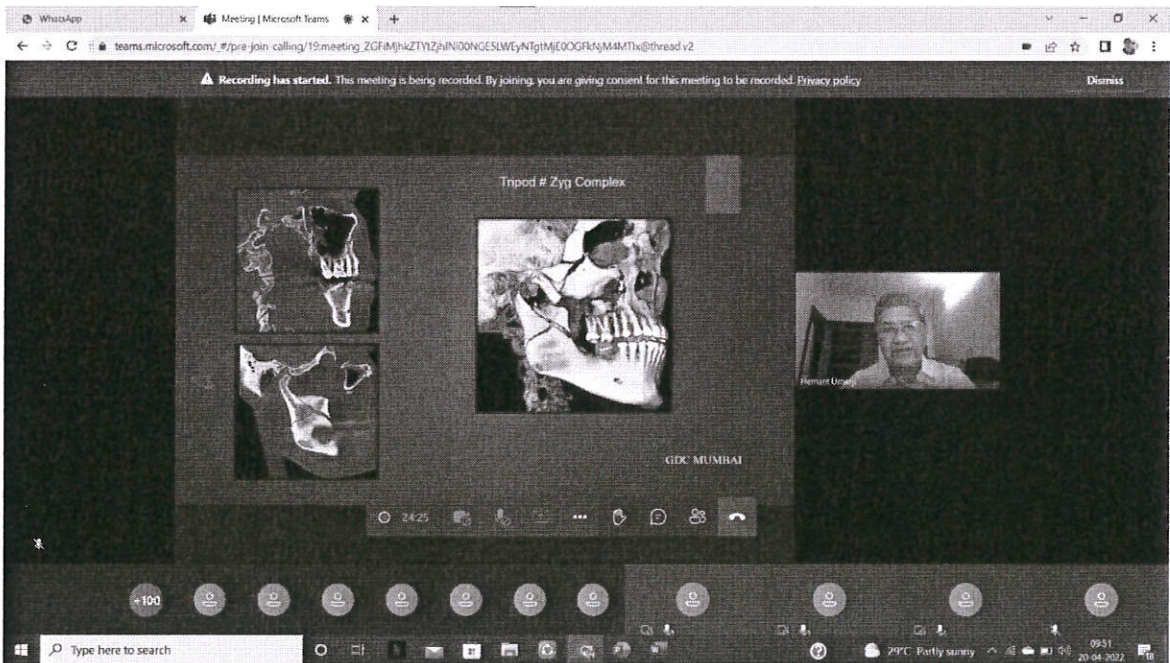 WhatsApp
Meeting | Microsoft Teams
Recording has started. This meeting is being recorded. By joining, you are giving consent for this meeting to be recorded. Privacy policy
Dismiss
Tripod # Zyg Complex
GDC MUMBAI
24:25
+100
Type here to search
29°C Partly sunny
09:51
20-04-2022
18